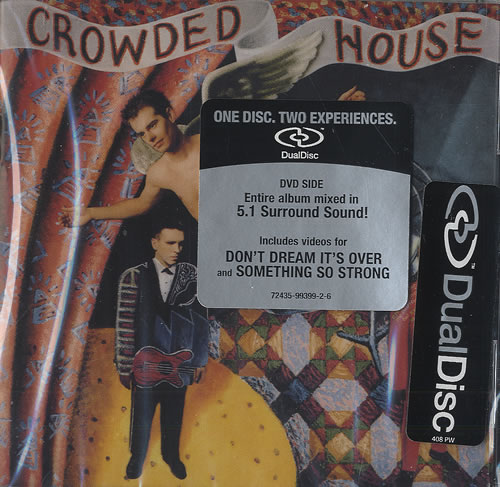 CROWDED HOUSE
ONE DISC. TWO EXPERIENCES.
DualDisc
DVD SIDE
Entire album mixed in
5.1 Surround Sound!
Includes videos for
DON'T DREAM IT'S OVER
and SOMETHING SO STRONG
72435-99399-2-6
DualDisc™
408 PW